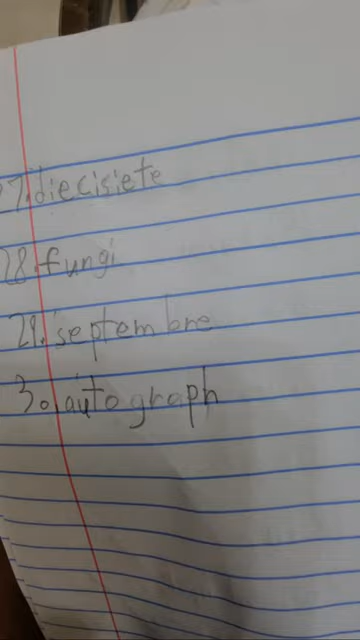 27. diecisiete
28. fungi
29. septembre
30. autograph